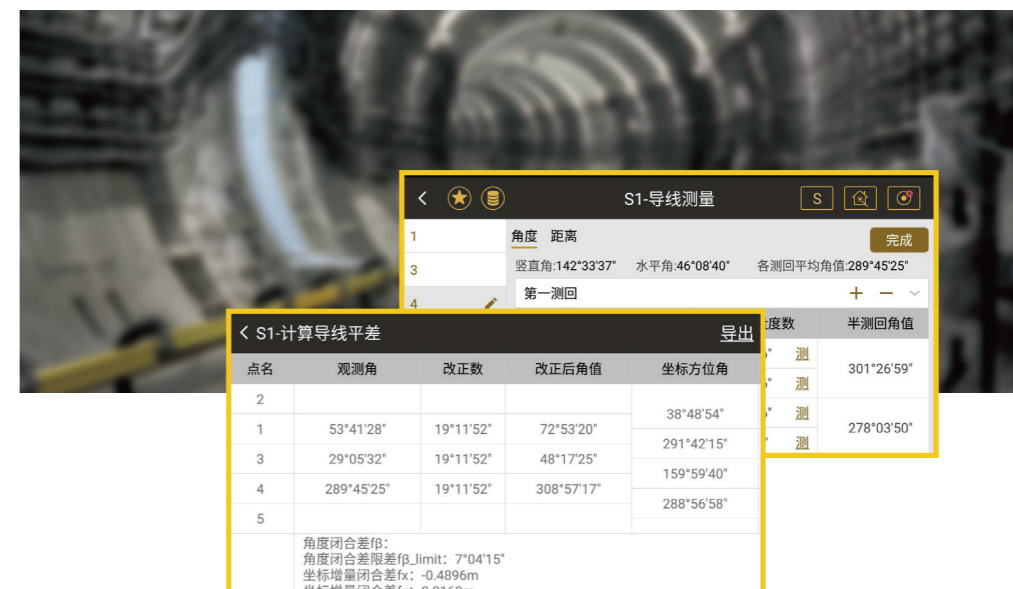 S1-导线测量
S
1
角度 距离
完成
3
竖直角:142°33'37" 水平角:46°08'40" 各测回平均角值:289°45'25"
4
第一测回
度数 半测回角值
测
301°26'59"
测
测
278°03'50"
测
S1-计算导线平差 导出
点名 观测角 改正数 改正后角值 坐标方位角
2
38°48'54"
1 53°41'28" 19°11'52" 72°53'20"
291°42'15"
3 29°05'32" 19°11'52" 48°17'25"
159°59'40"
4 289°45'25" 19°11'52" 308°57'17"
288°56'58"
5
角度闭合差fβ:
角度闭合差限差fβ_limit: 7°04'15"
坐标增量闭合差fx: -0.4896m